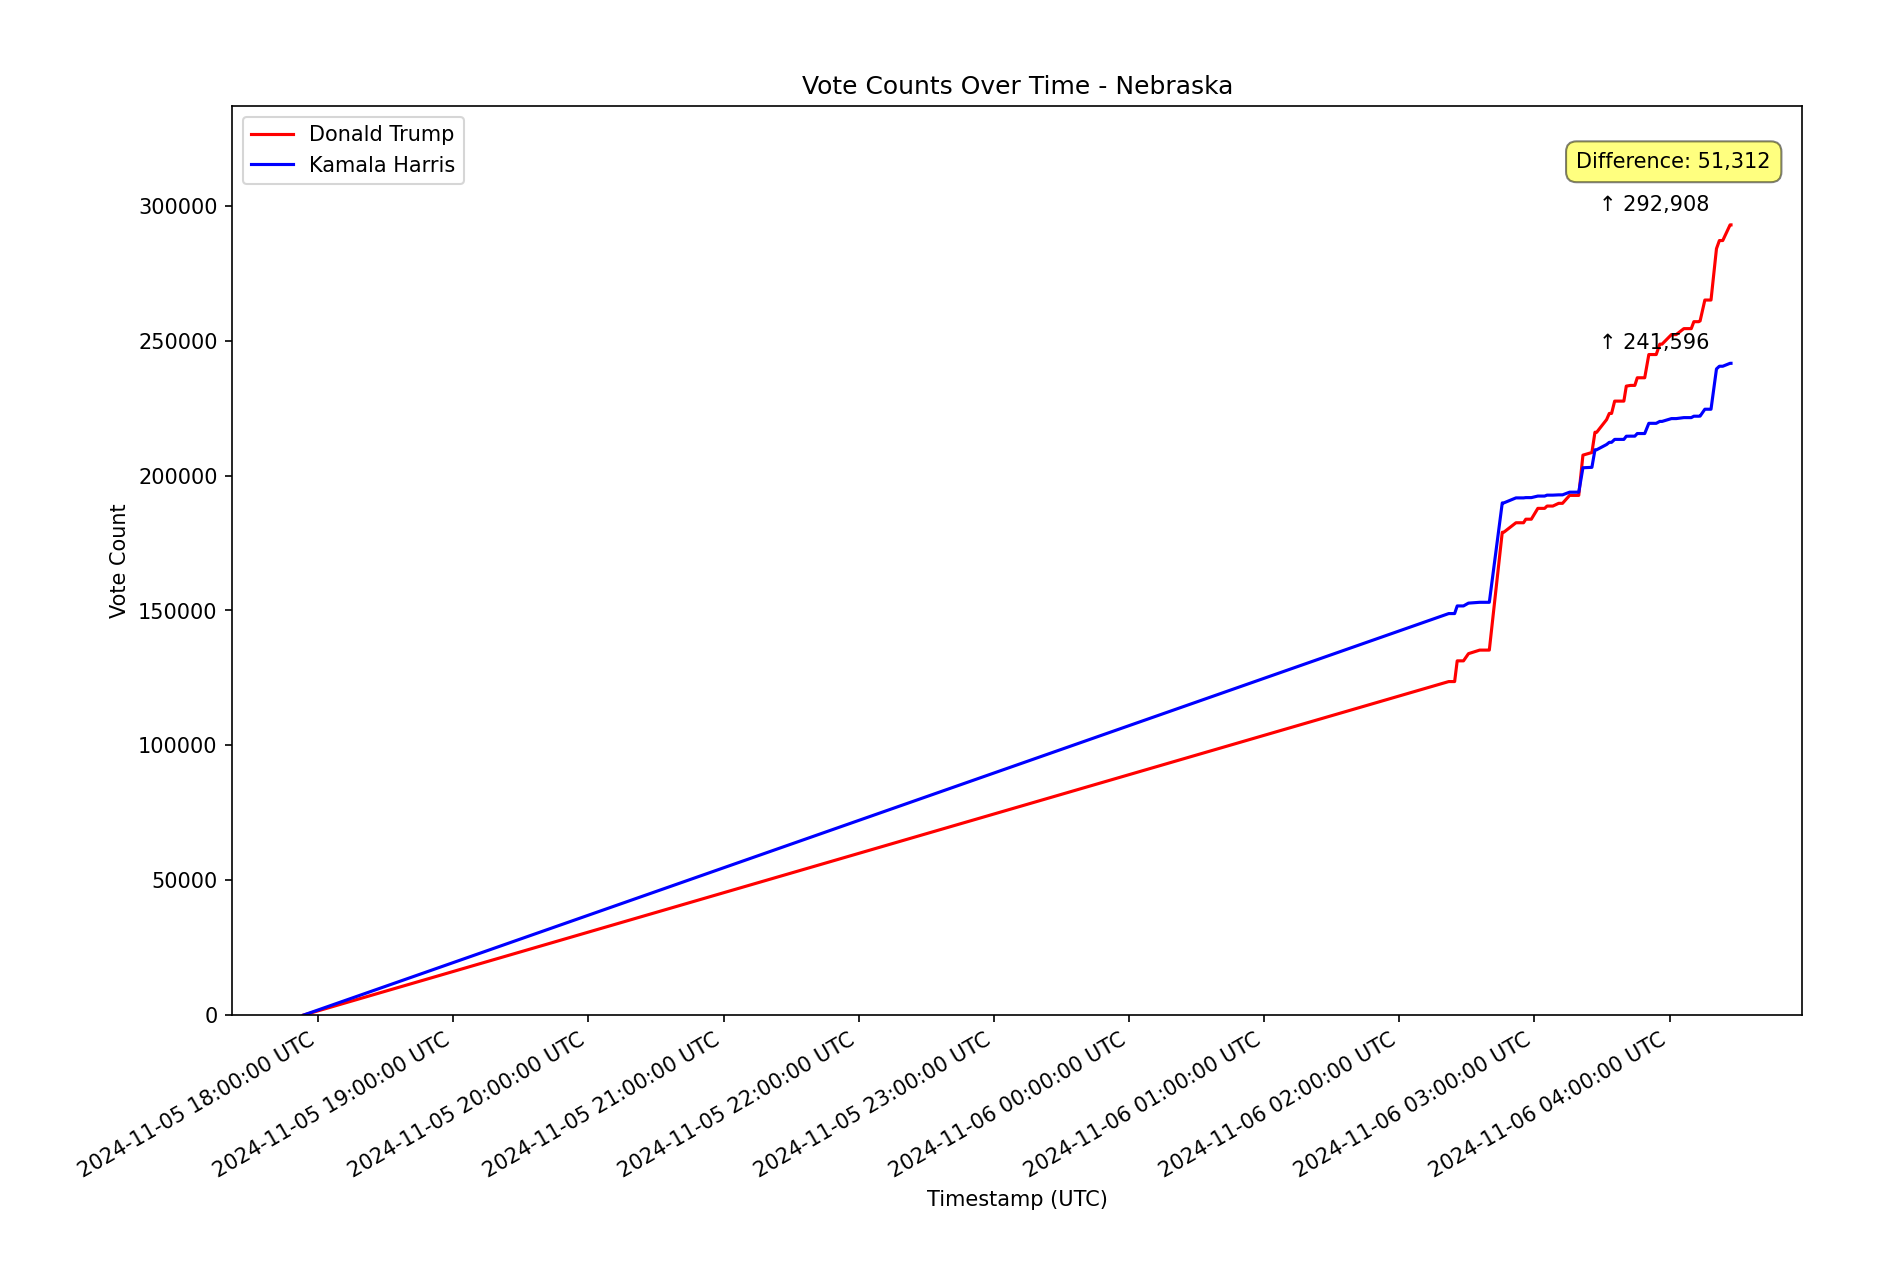 Vote Counts Over Time - Nebraska
Donald Trump
Kamala Harris
Difference: 51,312
↑ 292,908
↑ 241,596
Vote Count
300000
250000
200000
150000
100000
50000
0
2024-11-05 18:00:00 UTC
2024-11-05 19:00:00 UTC
2024-11-05 20:00:00 UTC
2024-11-05 21:00:00 UTC
2024-11-05 22:00:00 UTC
2024-11-05 23:00:00 UTC
2024-11-06 00:00:00 UTC
2024-11-06 01:00:00 UTC
2024-11-06 02:00:00 UTC
2024-11-06 03:00:00 UTC
2024-11-06 04:00:00 UTC
Timestamp (UTC)